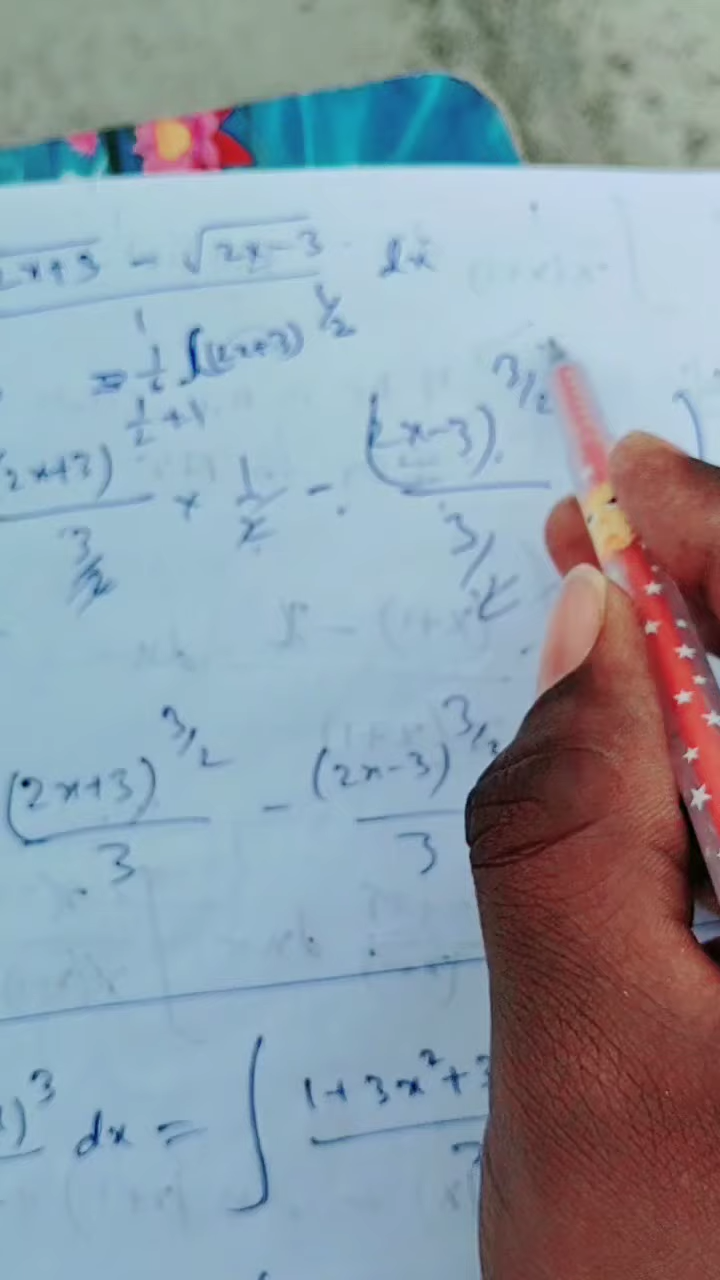 2x+3 - √2x-3 dx
= 1/6 ∫(2x+3)^1/2
(2x+3)^1/2+1 / 3/2 × 1/2 - (2x-3)^3/2 / 3/2
(2x+3)^3/2 / 3 - (2x-3)^3/2 / 3
)^3 dx = ∫ 1+3x²+3